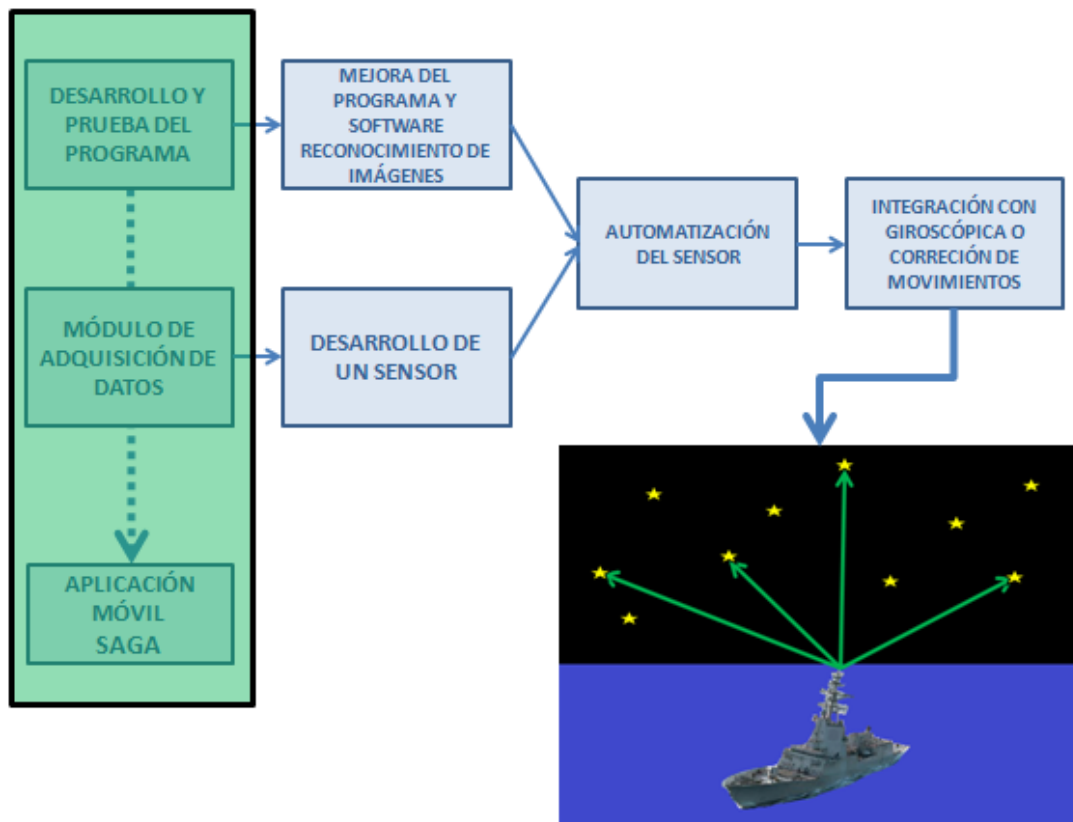 DESARROLLO Y
PRUEBA DEL
PROGRAMA
MEJORA DEL
PROGRAMA Y
SOFTWARE
RECONOCIMIENTO DE
IMÁGENES
AUTOMATIZACIÓN
DEL SENSOR
INTEGRACIÓN CON
GIROSCÓPICA O
CORRECIÓN DE
MOVIMIENTOS
MÓDULO DE
ADQUISICIÓN DE
DATOS
DESARROLLO DE
UN SENSOR
APLICACIÓN
MÓVIL
SAGA